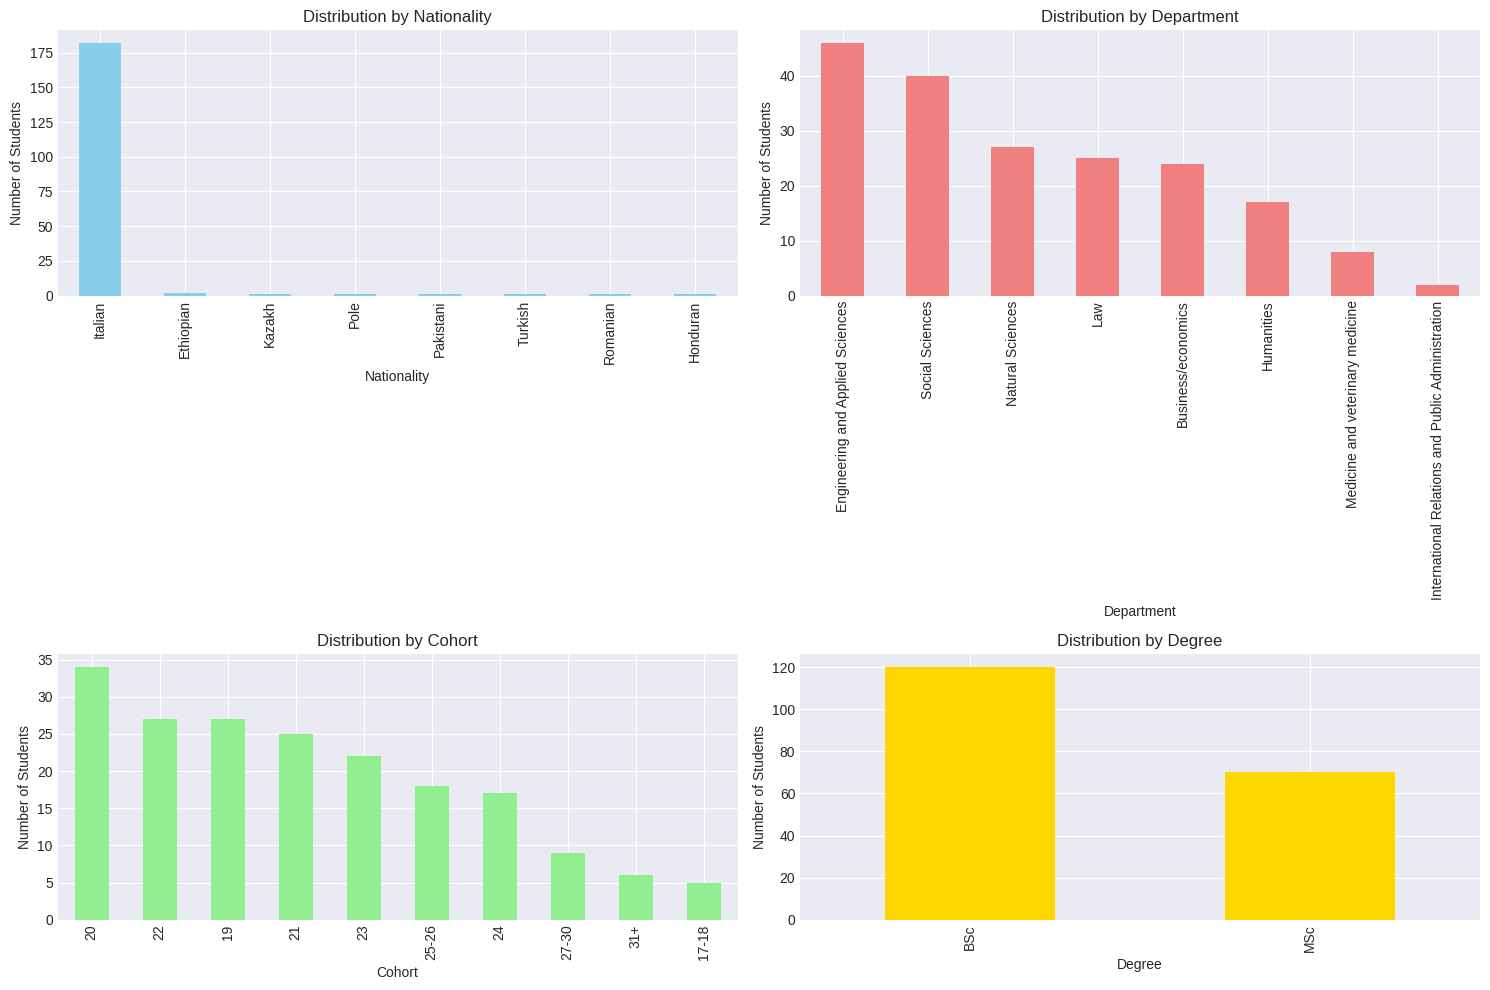 Distribution by Nationality
Number of Students
175
150
125
100
75
50
25
0
Italian
Ethiopian
Kazakh
Pole
Pakistani
Turkish
Romanian
Honduran
Nationality
Distribution by Department
Number of Students
40
30
20
10
0
Engineering and Applied Sciences
Social Sciences
Natural Sciences
Law
Business/economics
Humanities
Medicine and veterinary medicine
International Relations and Public Administration
Department
Distribution by Cohort
Number of Students
35
30
25
20
15
10
5
0
20
22
19
21
23
25-26
24
27-30
31+
17-18
Cohort
Distribution by Degree
Number of Students
120
100
80
60
40
20
0
BSc
MSc
Degree